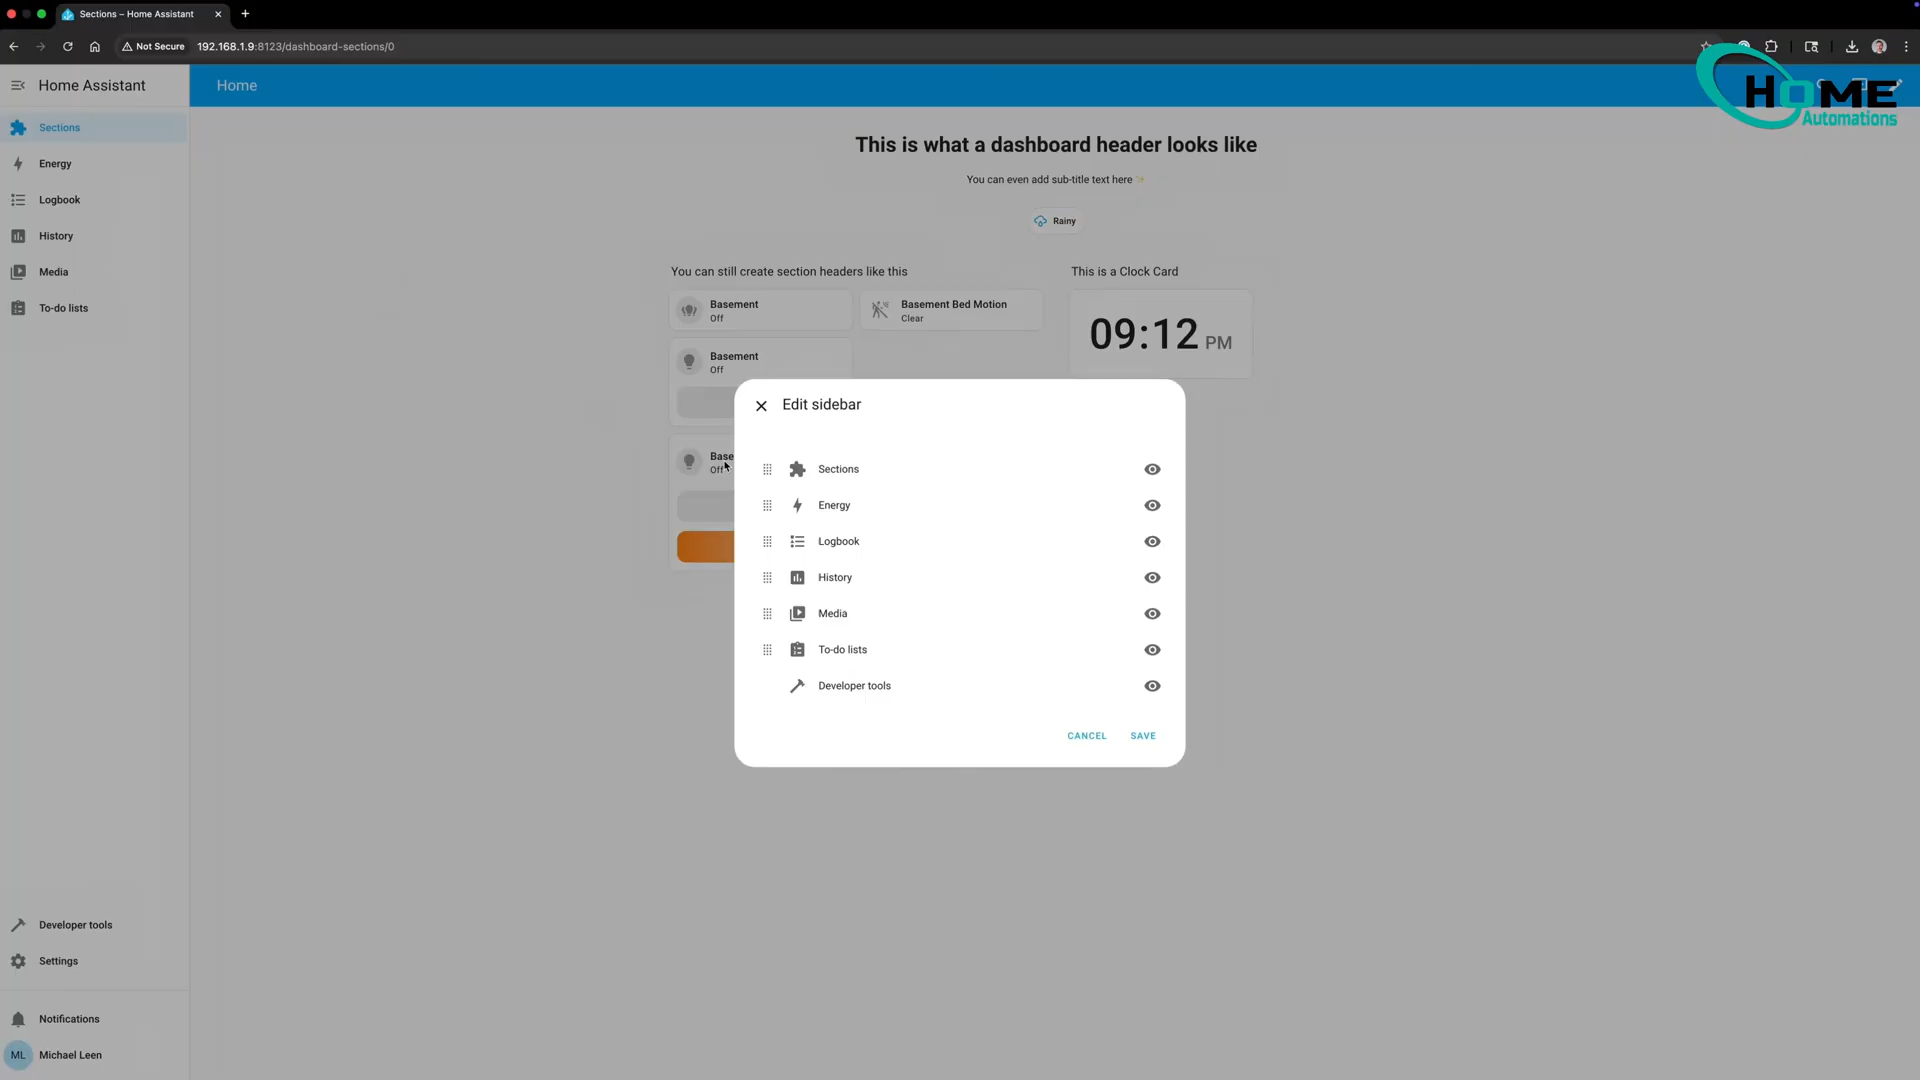 Sections – Home Assistant
Not Secure
192.168.1.9:8123/dashboard-sections/0
Home Assistant
Home
HOME
Automations
Sections
Energy
Logbook
History
Media
To-do lists
This is what a dashboard header looks like
You can even add sub-title text here
Rainy
You can still create section headers like this
This is a Clock Card
Basement
Off
Basement Bed Motion
Clear
09:12 PM
Basement
Off
Base
Off
Edit sidebar
Sections
Energy
Logbook
History
Media
To-do lists
Developer tools
CANCEL
SAVE
Developer tools
Settings
Notifications
ML
Michael Leen